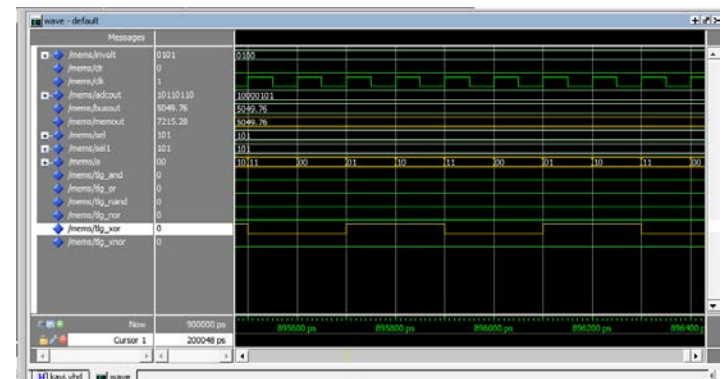 wave - default
Messages
/mems/involt 0101 0100
/mems/clr 0
/mems/clk 1
/mems/adcout 10110110 10000101
/mems/busout 5049.76 5049.76
/mems/memout 7215.28 5049.76
/mems/sel 101 101
/mems/sel1 101 101
/mems/a 00 10 11 00 01 10 11 00 01 10 11 00
/mems/tlg_and 0
/mems/tlg_or 0
/mems/tlg_nand 0
/mems/tlg_nor 0
/mems/tlg_xor 0
/mems/tlg_xnor 0
Now 900000 ps 895600 ps 895800 ps 896000 ps 896200 ps 896400 p
Cursor 1 200048 ps
kavi.vhd wave